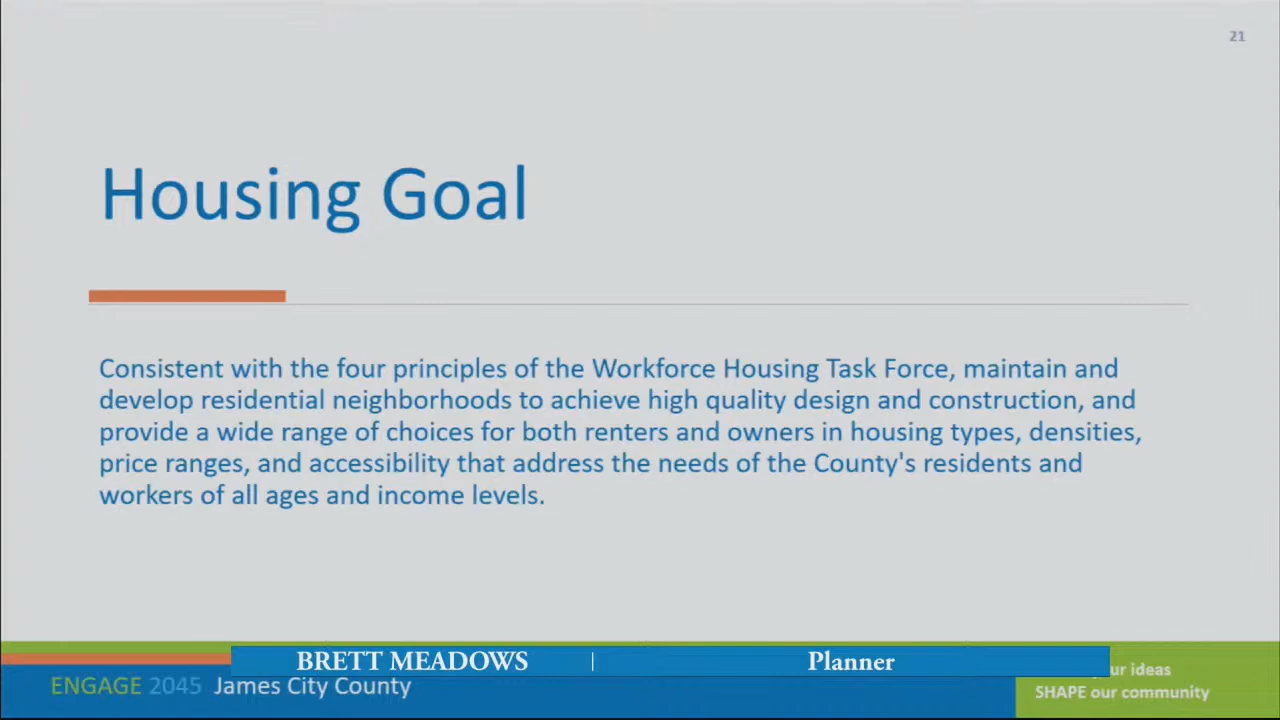 21
Housing Goal
Consistent with the four principles of the Workforce Housing Task Force, maintain and
develop residential neighborhoods to achieve high quality design and construction, and
provide a wide range of choices for both renters and owners in housing types, densities,
price ranges, and accessibility that address the needs of the County's residents and
workers of all ages and income levels.
BRETT MEADOWS | Planner
ideas
ENGAGE 2045 James City County
SHAPE our community